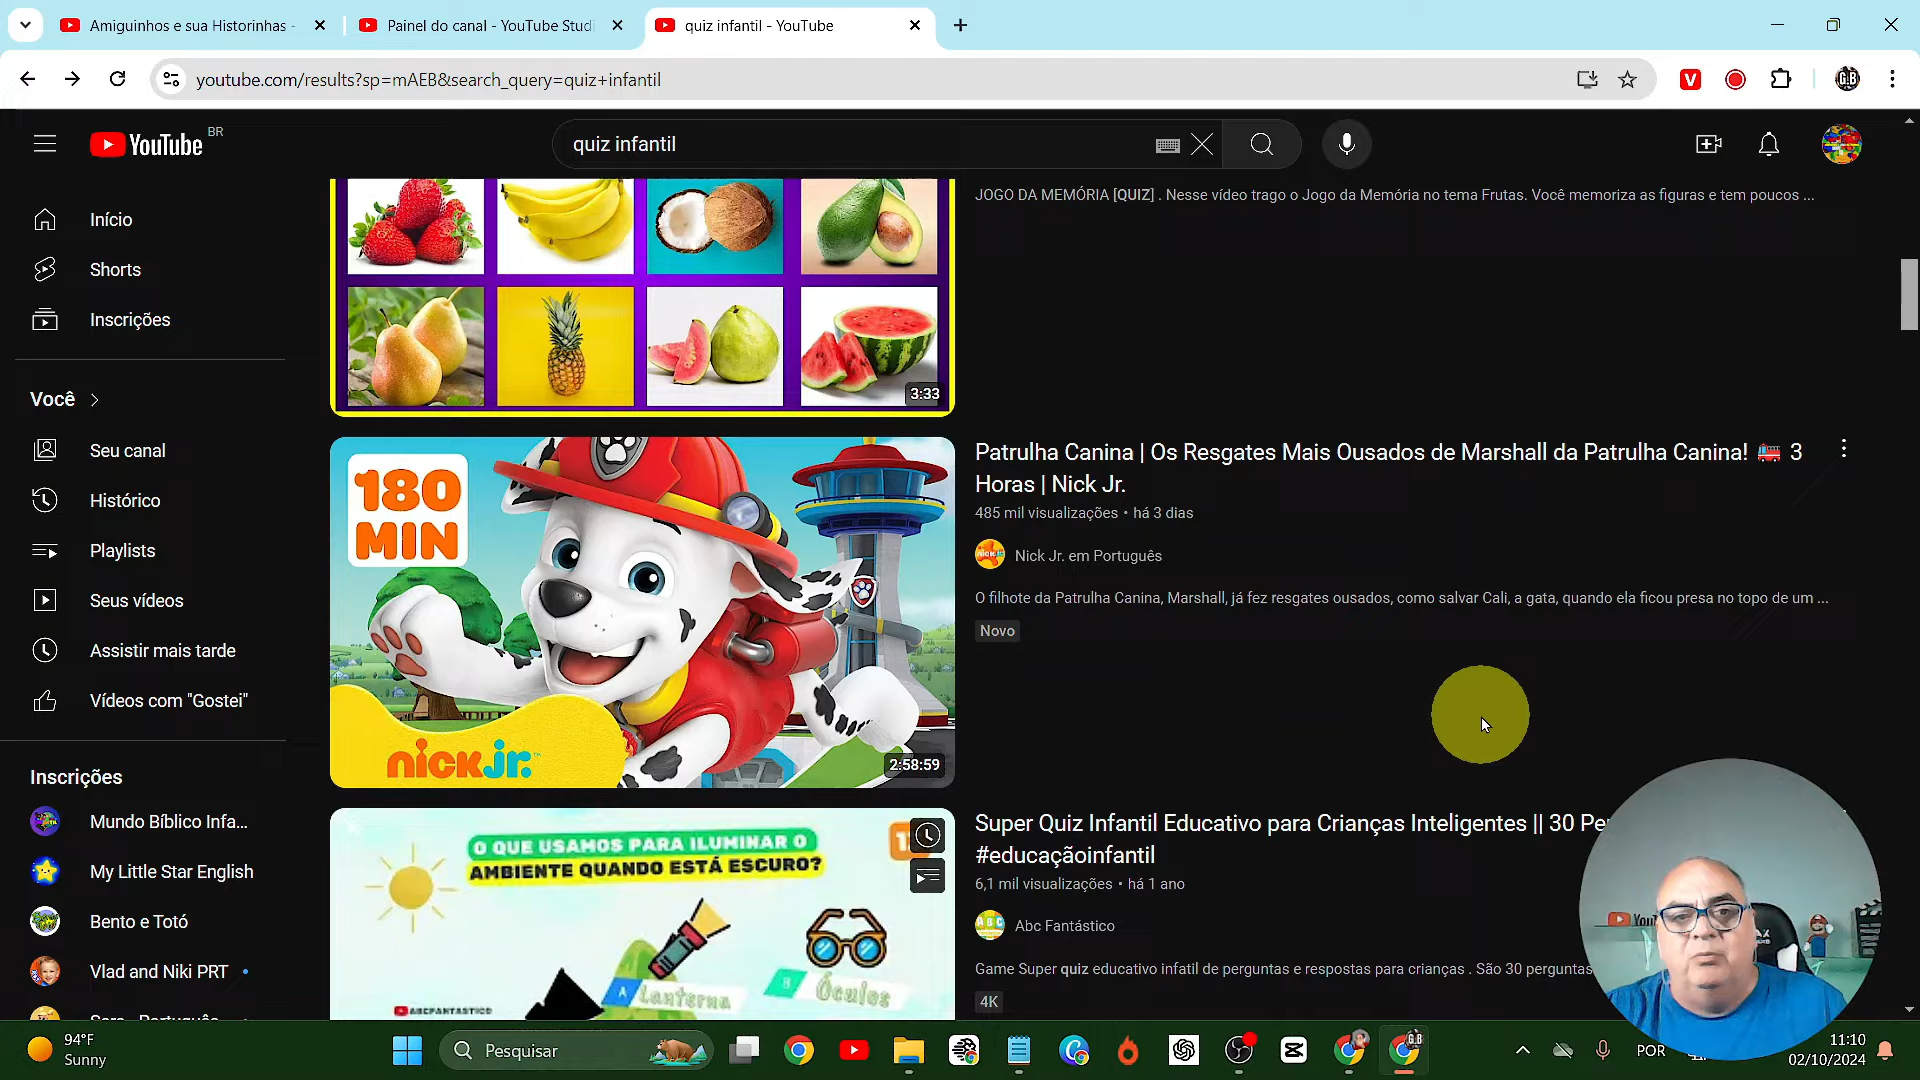 Amiguinhos e sua Historinhas -
Painel do canal - YouTube Studi
quiz infantil - YouTube
youtube.com/results?sp=mAEB&search_query=quiz+infantil
V
G.B
YouTube
BR
quiz infantil
Início
Shorts
Inscrições
Você
Seu canal
Histórico
Playlists
Seus vídeos
Assistir mais tarde
Vídeos com "Gostei"
Inscrições
Mundo Bíblico Infa...
My Little Star English
Bento e Totó
Vlad and Niki PRT
3:33
JOGO DA MEMÓRIA [QUIZ] . Nesse vídeo trago o Jogo da Memória no tema Frutas. Você memoriza as figuras e tem poucos ...
180
MIN
nick jr.
2:58:59
Patrulha Canina | Os Resgates Mais Ousados de Marshall da Patrulha Canina! 🚒 3
Horas | Nick Jr.
485 mil visualizações • há 3 dias
Nick Jr. em Português
O filhote da Patrulha Canina, Marshall, já fez resgates ousados, como salvar Cali, a gata, quando ela ficou presa no topo de um ...
Novo
O QUE USAMOS PARA ILUMINAR O
AMBIENTE QUANDO ESTÁ ESCURO?
A Lanterna
B Óculos
ABCFANTASTICO
Super Quiz Infantil Educativo para Crianças Inteligentes || 30 Pe
#educaçãoinfantil
6,1 mil visualizações • há 1 ano
ABC
Abc Fantástico
Game Super quiz educativo infatil de perguntas e respostas para crianças . São 30 perguntas
4K
94°F
Sunny
Pesquisar
G.B
POR
11:10
02/10/2024